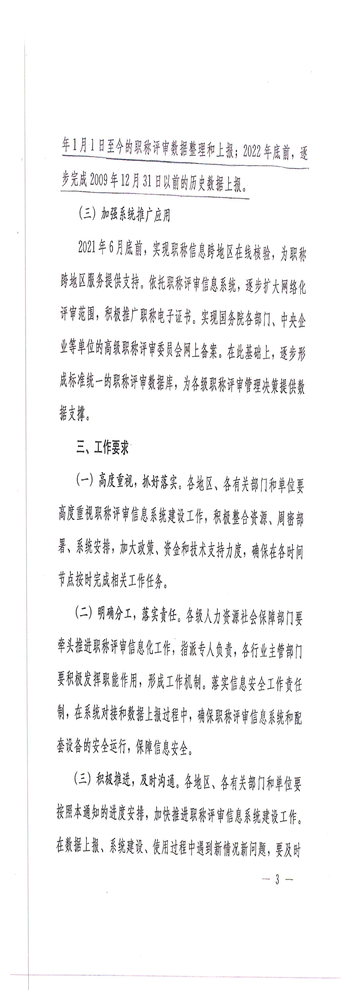 年1月1日至今的职称评审数据整理和上报；2022年底前，逐
步完成2009年12月31日以前的历史数据上报。
（三）加强系统推广应用
2021年6月底前，实现职称信息跨地区在线核验，为职称
跨地区服务提供支持。依托职称评审信息系统，逐步扩大网络化
评审范围，积极推广职称电子证书。实现国务院各部门、中央企
业等单位的高级职称评审委员会网上备案。在此基础上，逐步形
成标准统一的职称评审数据库，为各级职称评审管理决策提供数
据支撑。
三、工作要求
（一）高度重视，抓好落实。各地区、各有关部门和单位要
高度重视职称评审信息系统建设工作，积极整合资源、周密部
署、系统安排，加大政策、资金和技术支持力度，确保在各时间
节点按时完成相关工作任务。
（二）明确分工，落实责任。各级人力资源社会保障部门要
牵头推进职称评审信息化工作，指派专人负责，各行业主管部门
要积极发挥职能作用，形成工作机制。落实信息安全工作责任
制，在系统对接和数据上报过程中，确保职称评审信息系统和配
套设备的安全运行，保障信息安全。
（三）积极推进，及时沟通。各地区、各有关部门和单位要
按照本通知的进度安排，加快推进职称评审信息系统建设工作。
在数据上报、系统建设、使用过程中遇到新情况新问题，要及时
— 3 —